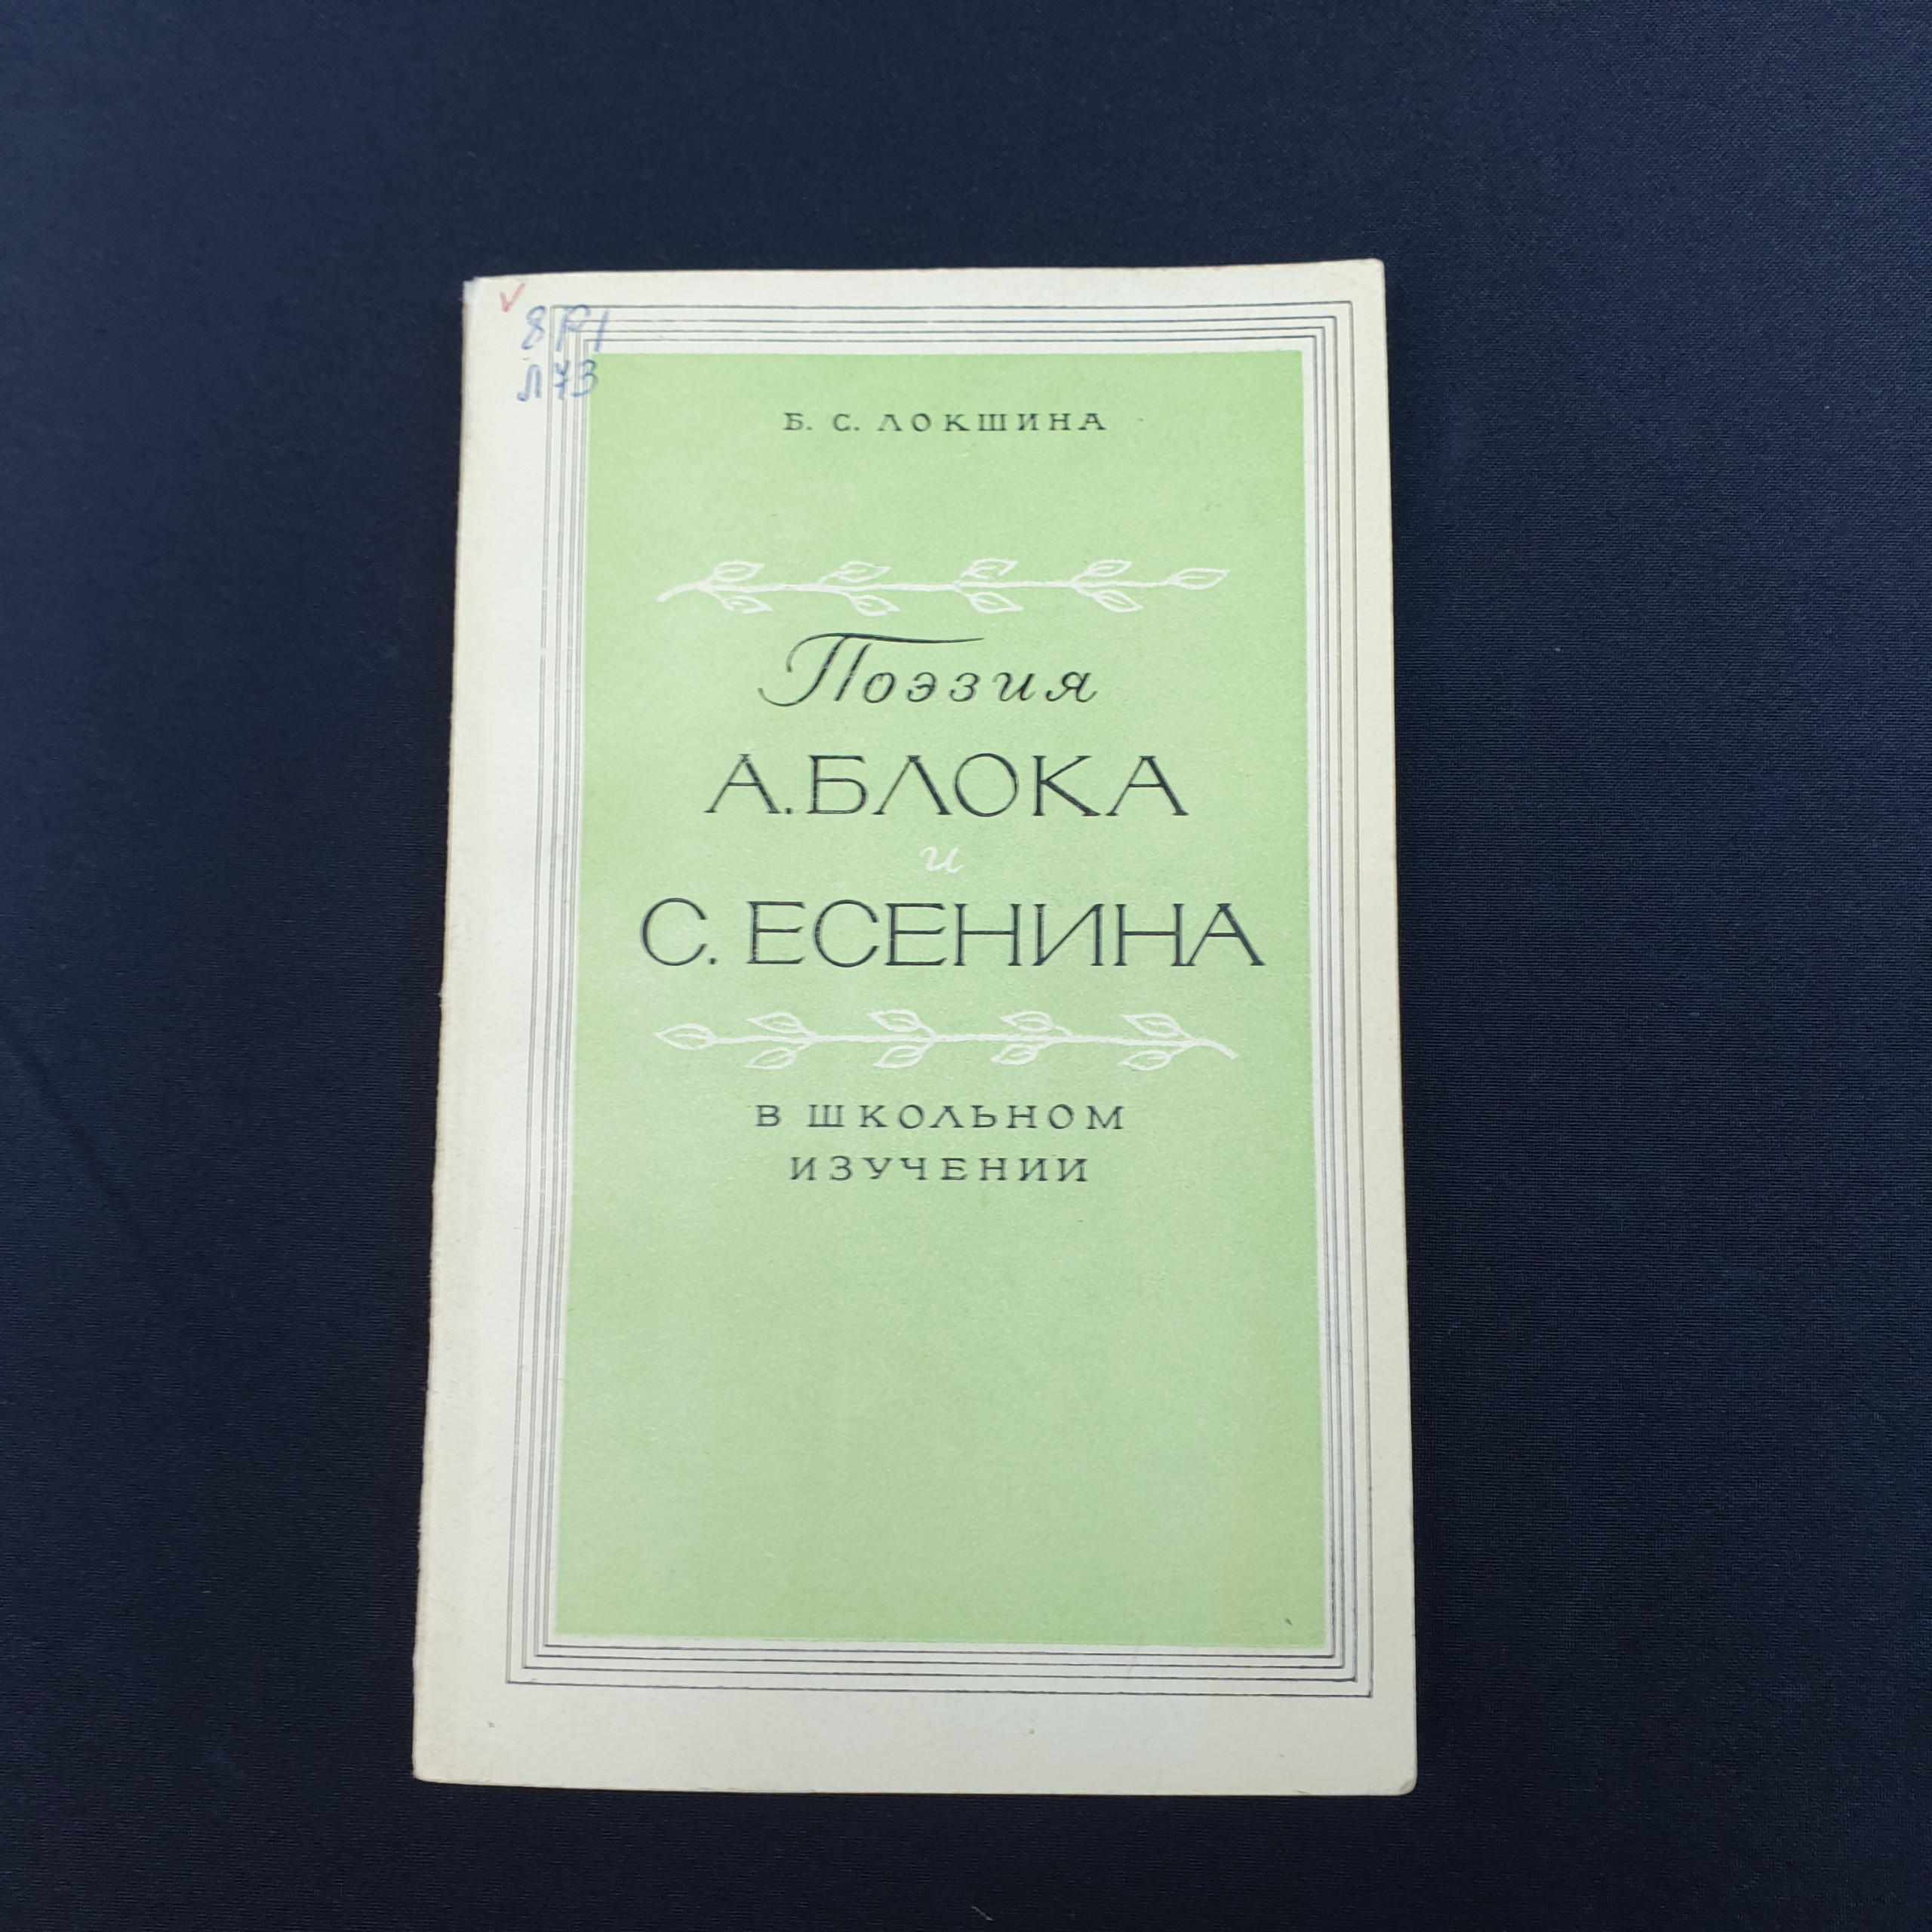 8Р1
Л73
Б. С. ЛОКШИНА
Поэзия
А. БЛОКА
и
С. ЕСЕНИНА
В ШКОЛЬНОМ
ИЗУЧЕНИИ